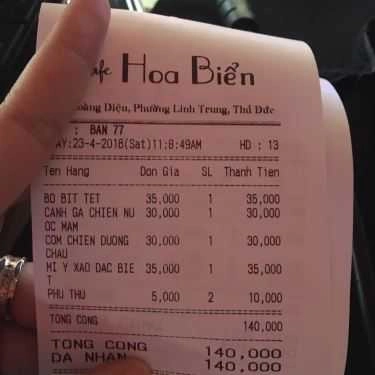 afe Hoa Biển
Hoàng Diệu, Phường Linh Trung, Thủ Đức
: BAN 77
AY:23-4-2016(Sat)11:8:49AM HD : 13
Ten Hang Don Gia SL Thanh Tien
BO BIT TET 35,000 1 35,000
CANH GA CHIEN NU 30,000 1 30,000
OC MAM
COM CHIEN DUONG 30,000 1 30,000
CHAU
MI Y XAO DAC BIE 35,000 1 35,000
T
PHU THU 5,000 2 10,000
TONG CONG 140,000
TONG CONG 140,000
DA NHAN 140,000